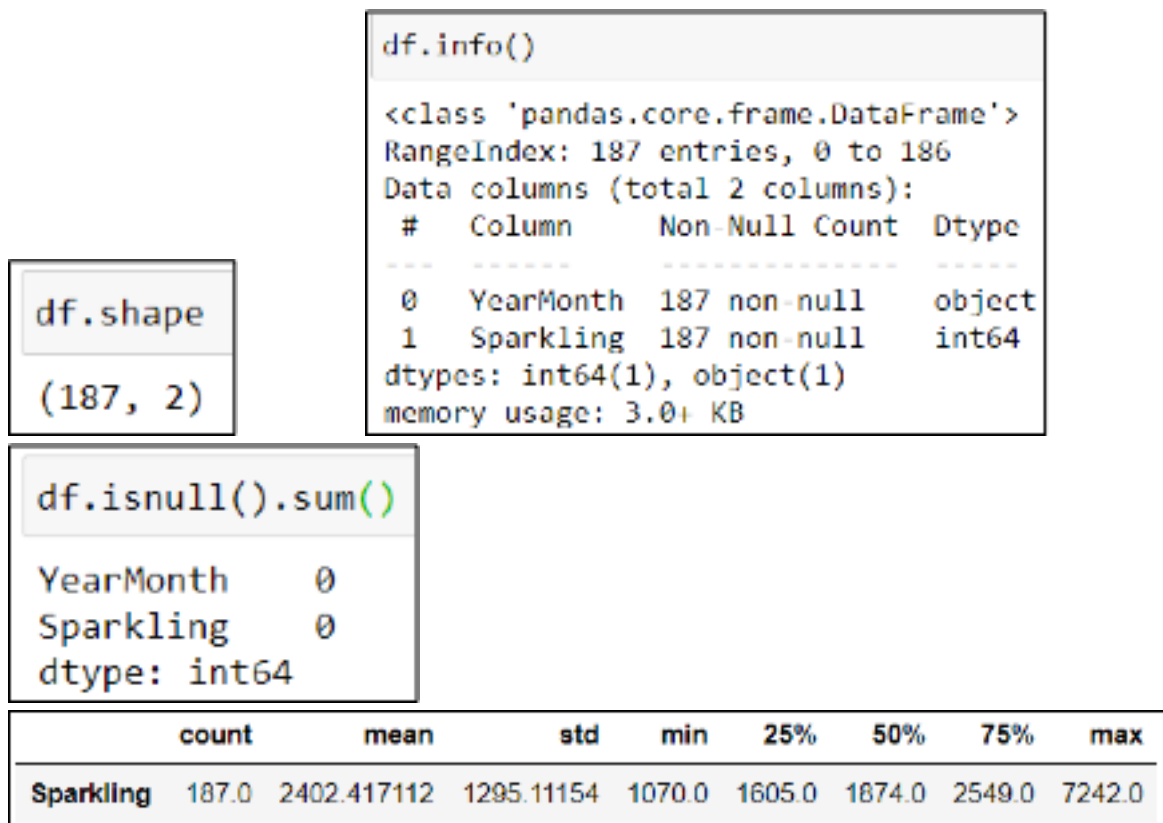 df.info()
<class 'pandas.core.frame.DataFrame'>
RangeIndex: 187 entries, 0 to 186
Data columns (total 2 columns):
# Column Non-Null Count Dtype
--- ------ -------------- -----
0 YearMonth 187 non-null object
1 Sparkling 187 non-null int64
dtypes: int64(1), object(1)
memory usage: 3.0+ KB
df.shape
(187, 2)
df.isnull().sum()
YearMonth 0
Sparkling 0
dtype: int64
count mean std min 25% 50% 75% max
Sparkling 187.0 2402.417112 1295.11154 1070.0 1605.0 1874.0 2549.0 7242.0